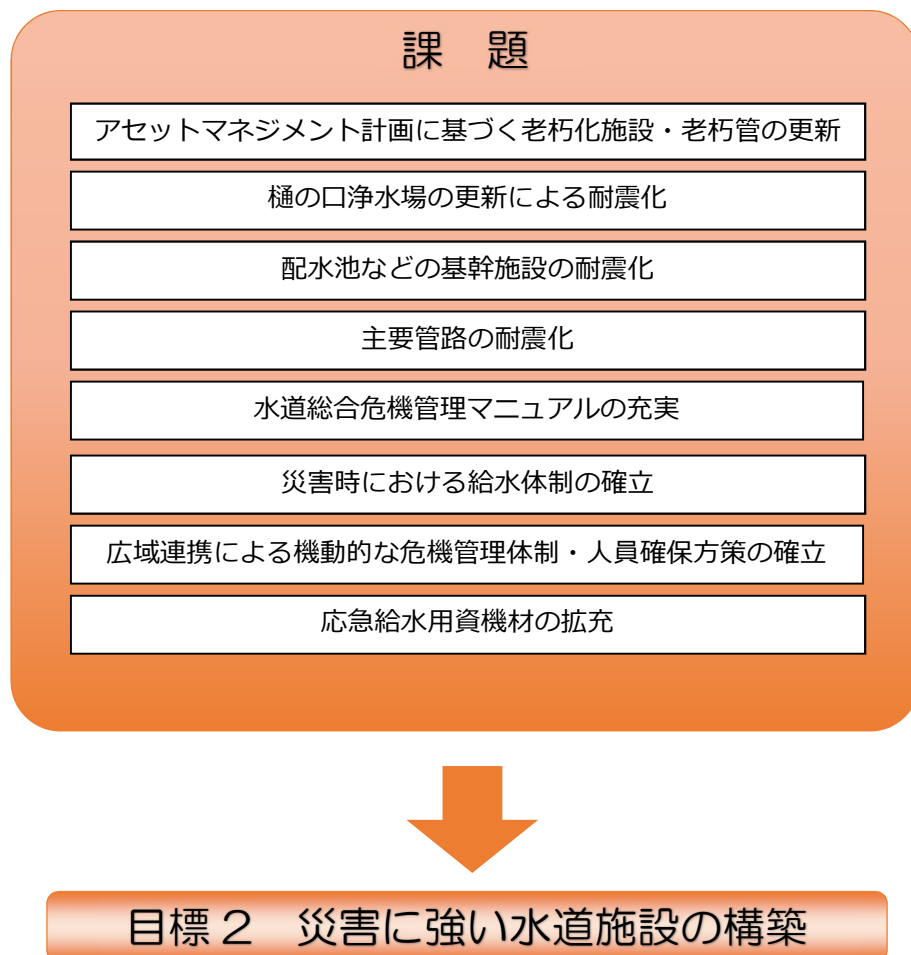 課　題
アセットマネジメント計画に基づく老朽化施設・老朽管の更新
樋の口浄水場の更新による耐震化
配水池などの基幹施設の耐震化
主要管路の耐震化
水道総合危機管理マニュアルの充実
災害時における給水体制の確立
広域連携による機動的な危機管理体制・人員確保方策の確立
応急給水用資機材の拡充
目標２　災害に強い水道施設の構築